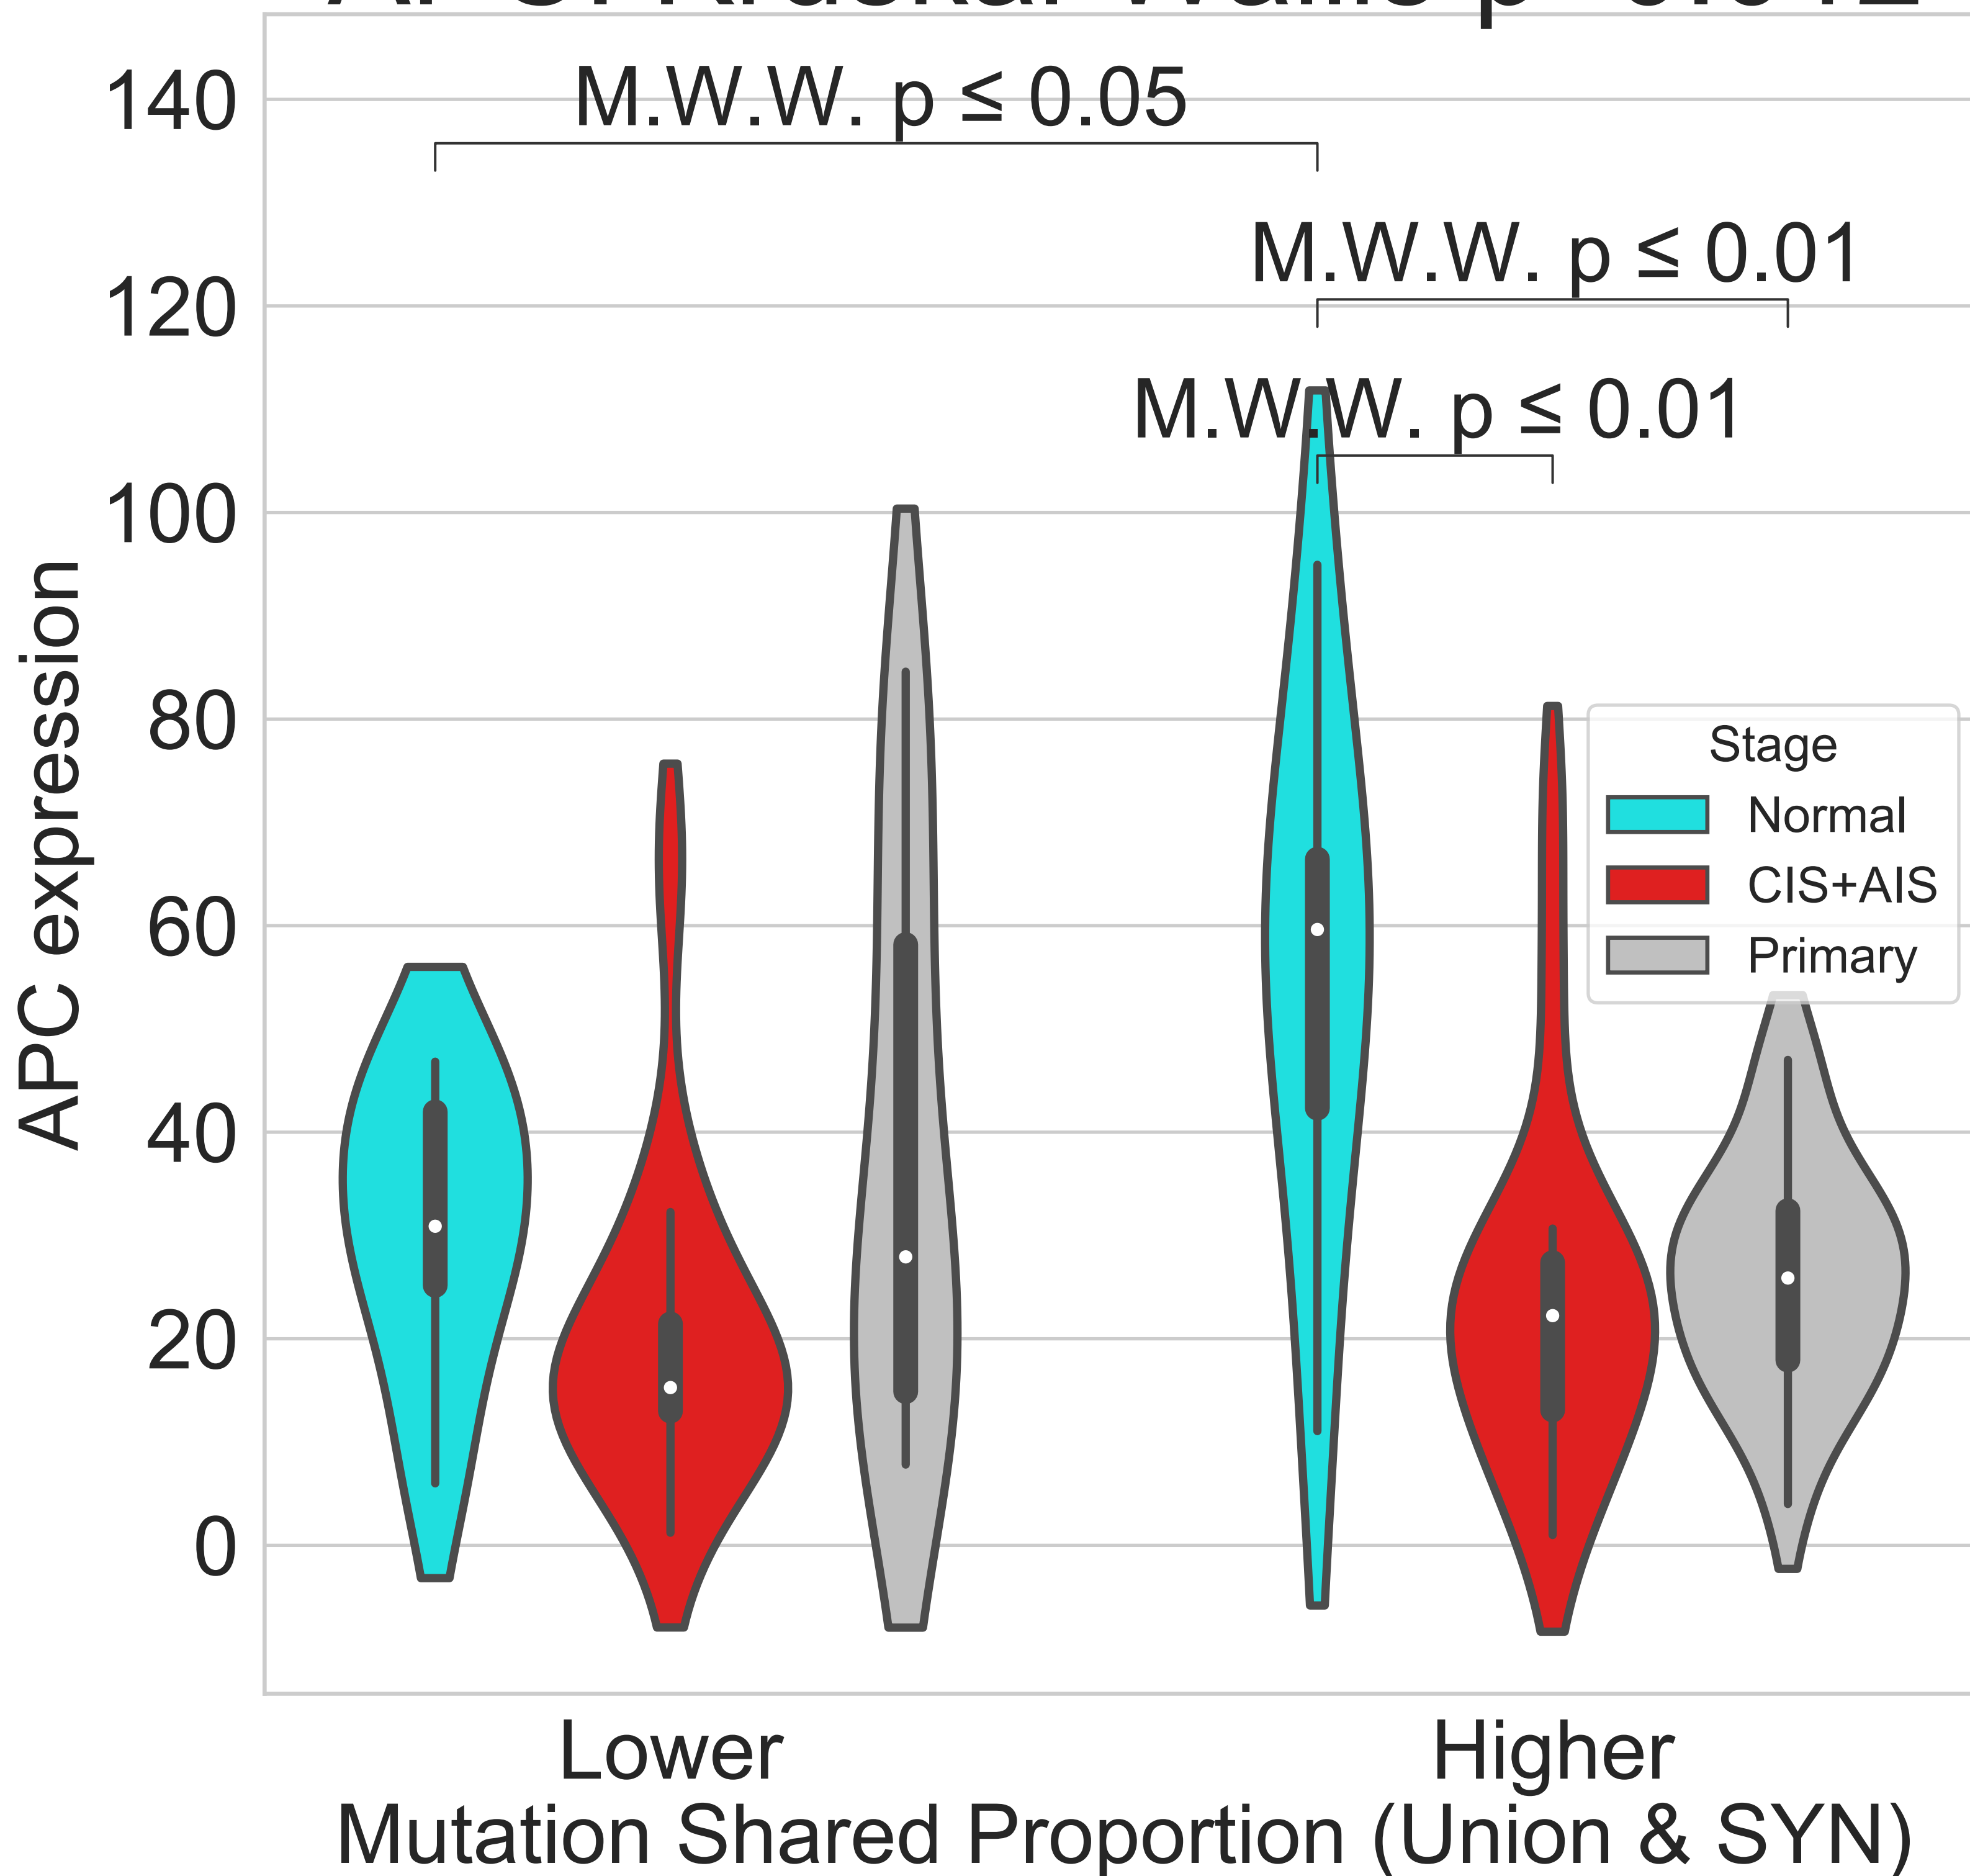 M.W.W. p ≤ 0.05
M.W.W. p ≤ 0.01
M.W.W. p ≤ 0.01
140
120
100
80
60
40
20
0
APC expression
Stage
Normal
CIS+AIS
Primary
Lower
Higher
Mutation Shared Proportion (Union & SYN)